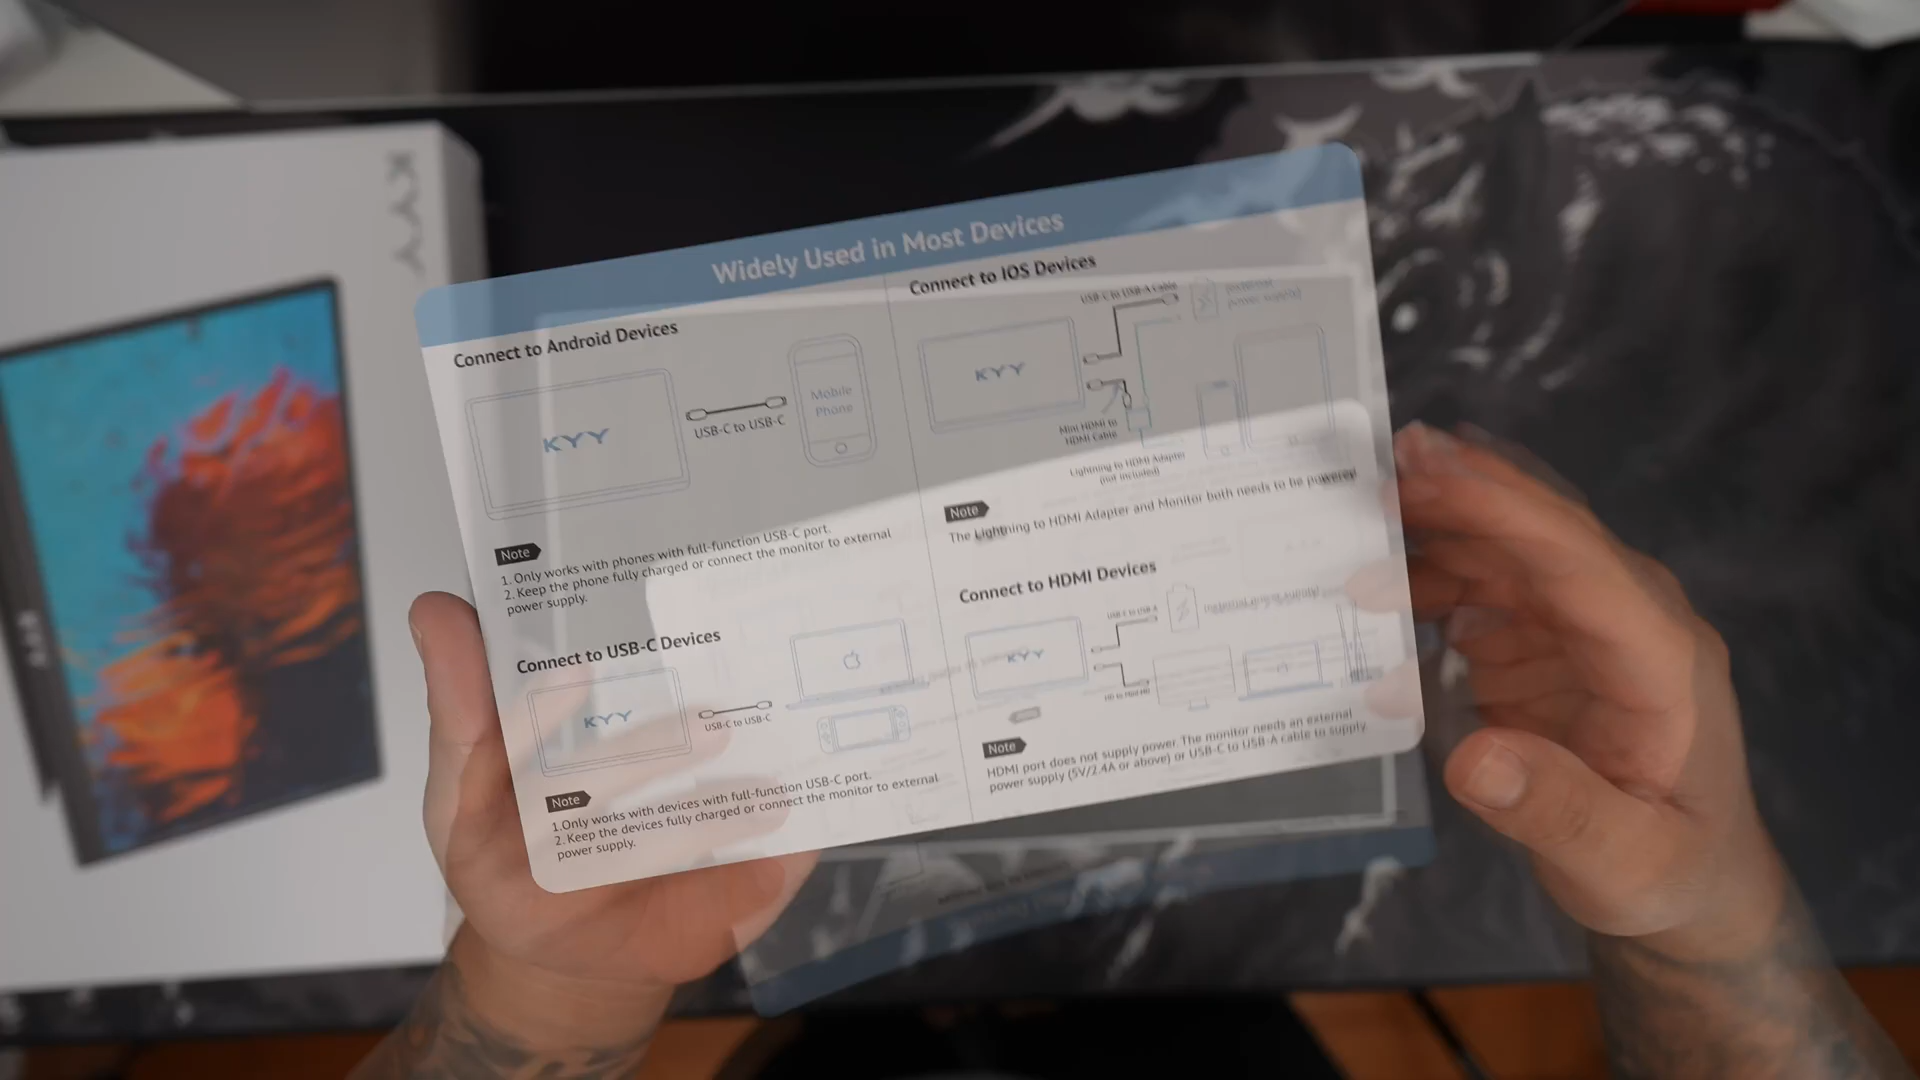 KYY
Widely Used in Most Devices
Connect to Android Devices
KYY
USB-C to USB-C
Mobile
Phone
Note
1. Only works with phones with full-function USB-C port.
2. Keep the phone fully charged or connect the monitor to external
power supply.
Connect to USB-C Devices
KYY
USB-C to USB-C
Note
1.Only works with devices with full-function USB-C port.
2. Keep the devices fully charged or connect the monitor to external
power supply.
Connect to IOS Devices
USB-C to USB-A Cable
external
power supply)
KYY
Mini HDMI to
HDMI Cable
Lightning to HDMI Adapter
(not included)
Note
The Lightning to HDMI Adapter and Monitor both needs to be powered
Connect to HDMI Devices
USB-C to USB-A
KYY
Note
HDMI port does not supply power. The monitor needs an external
power supply (5V/2.4A or above) or USB-C to USB-A cable to supply